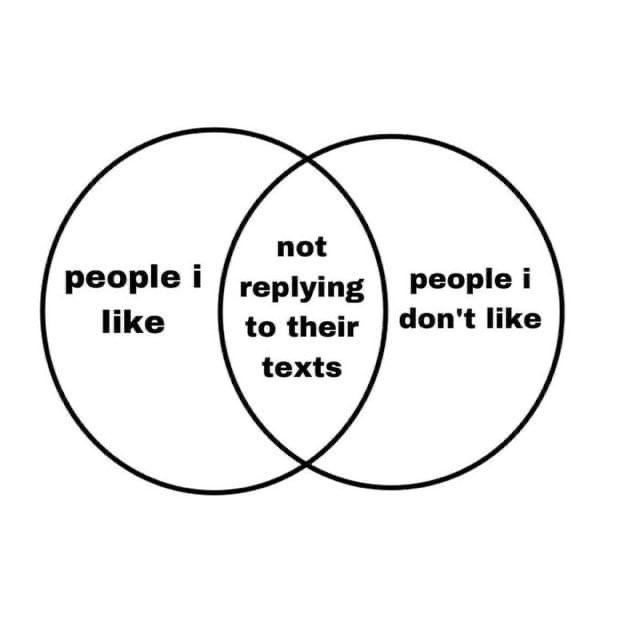 people i
like
not
replying
to their
texts
people i
don't like